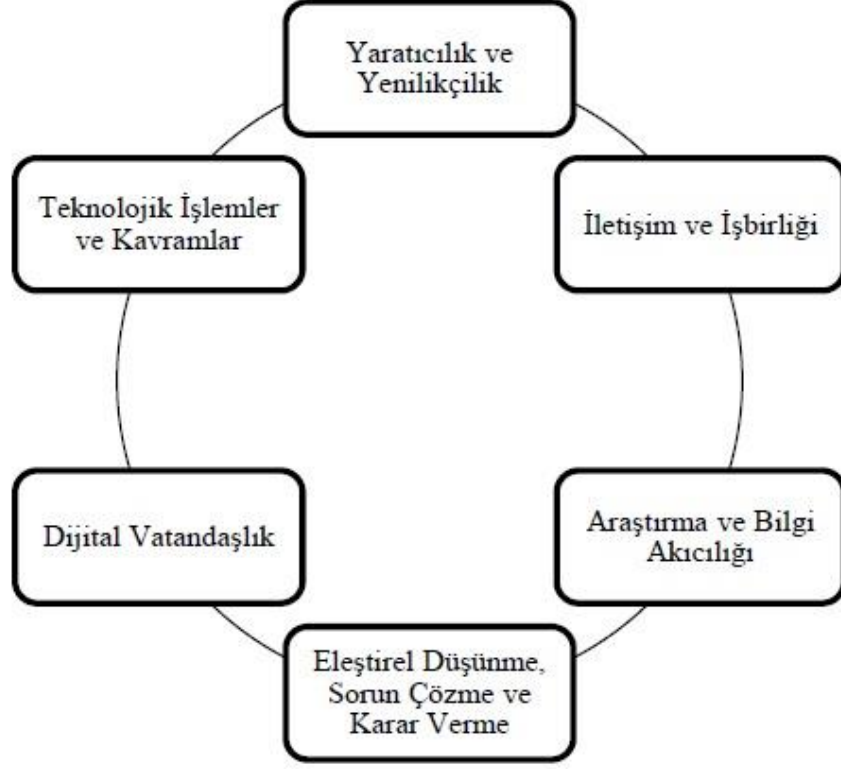 Yaratıcılık ve
Yenilikçilik
Teknolojik İşlemler
ve Kavramlar
İletişim ve İşbirliği
Dijital Vatandaşlık
Araştırma ve Bilgi
Akıcılığı
Eleştirel Düşünme,
Sorun Çözme ve
Karar Verme